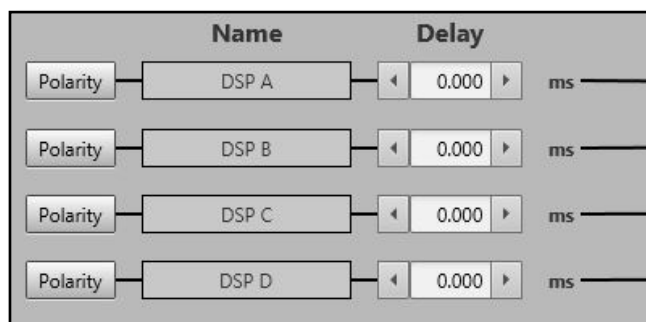 Name Delay
Polarity DSP A 0.000 ms
Polarity DSP B 0.000 ms
Polarity DSP C 0.000 ms
Polarity DSP D 0.000 ms